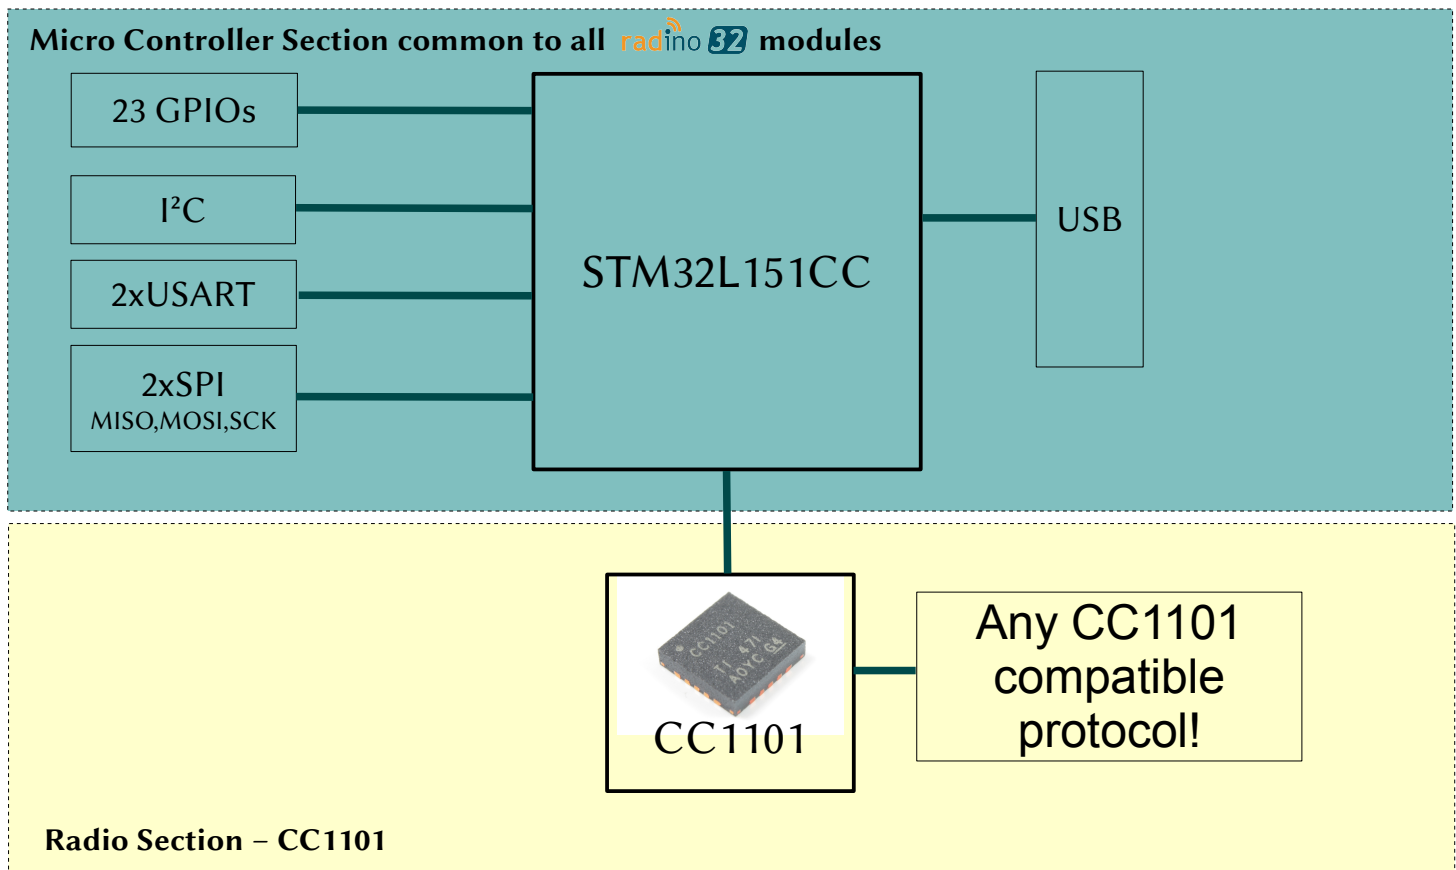 Micro Controller Section common to all radino 32 modules
23 GPIOs
I²C
2xUSART
2xSPI
MISO,MOSI,SCK
STM32L151CC
USB
CC1101
TI 47I
A0YC G4
CC1101
Any CC1101
compatible
protocol!
Radio Section – CC1101